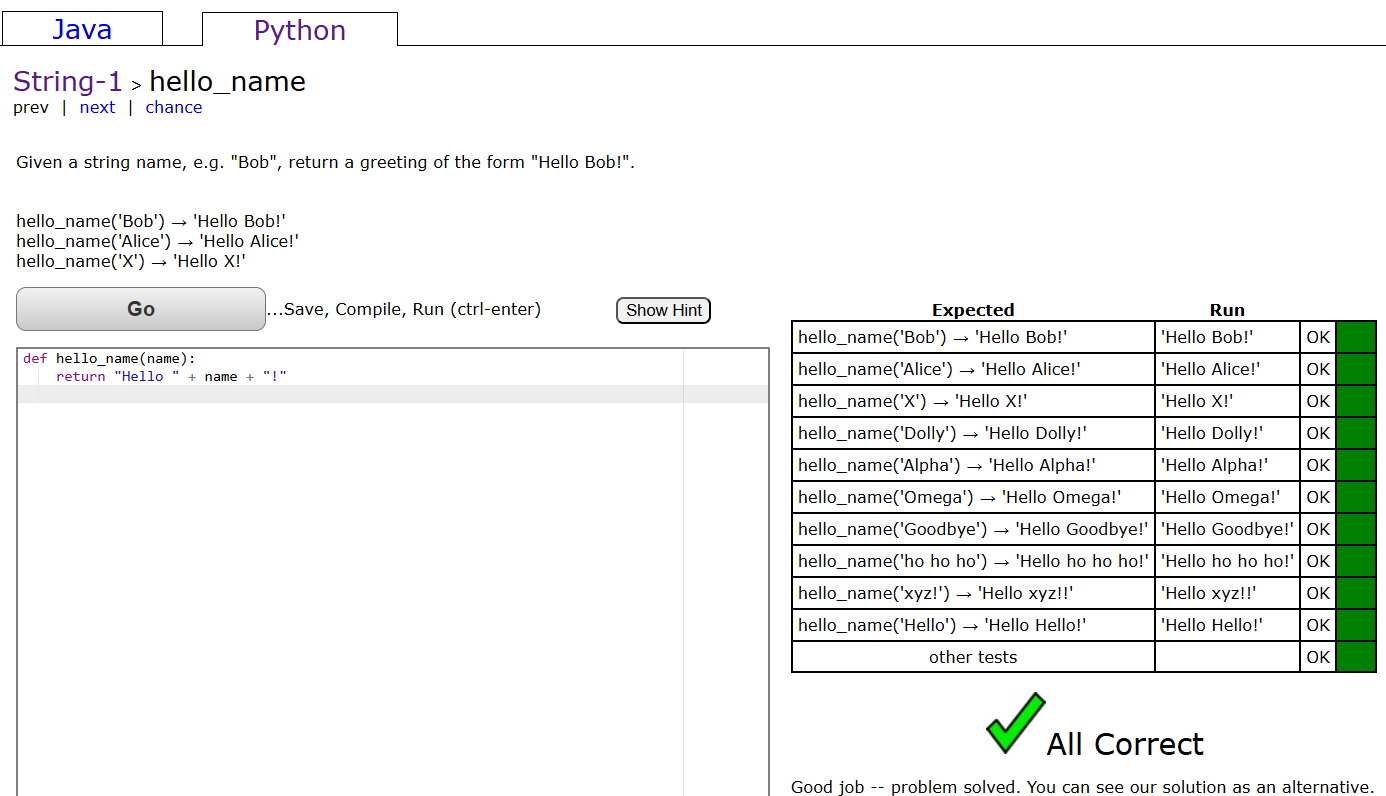 Java
Python
String-1 > hello_name
prev | next | chance
Given a string name, e.g. "Bob", return a greeting of the form "Hello Bob!".
hello_name('Bob') → 'Hello Bob!'
hello_name('Alice') → 'Hello Alice!'
hello_name('X') → 'Hello X!'
Go ...Save, Compile, Run (ctrl-enter) Show Hint
def hello_name(name):
    return "Hello " + name + "!"
Expected Run
hello_name('Bob') → 'Hello Bob!' 'Hello Bob!' OK
hello_name('Alice') → 'Hello Alice!' 'Hello Alice!' OK
hello_name('X') → 'Hello X!' 'Hello X!' OK
hello_name('Dolly') → 'Hello Dolly!' 'Hello Dolly!' OK
hello_name('Alpha') → 'Hello Alpha!' 'Hello Alpha!' OK
hello_name('Omega') → 'Hello Omega!' 'Hello Omega!' OK
hello_name('Goodbye') → 'Hello Goodbye!' 'Hello Goodbye!' OK
hello_name('ho ho ho') → 'Hello ho ho ho!' 'Hello ho ho ho!' OK
hello_name('xyz!') → 'Hello xyz!!' 'Hello xyz!!' OK
hello_name('Hello') → 'Hello Hello!' 'Hello Hello!' OK
other tests OK
All Correct
Good job -- problem solved. You can see our solution as an alternative.